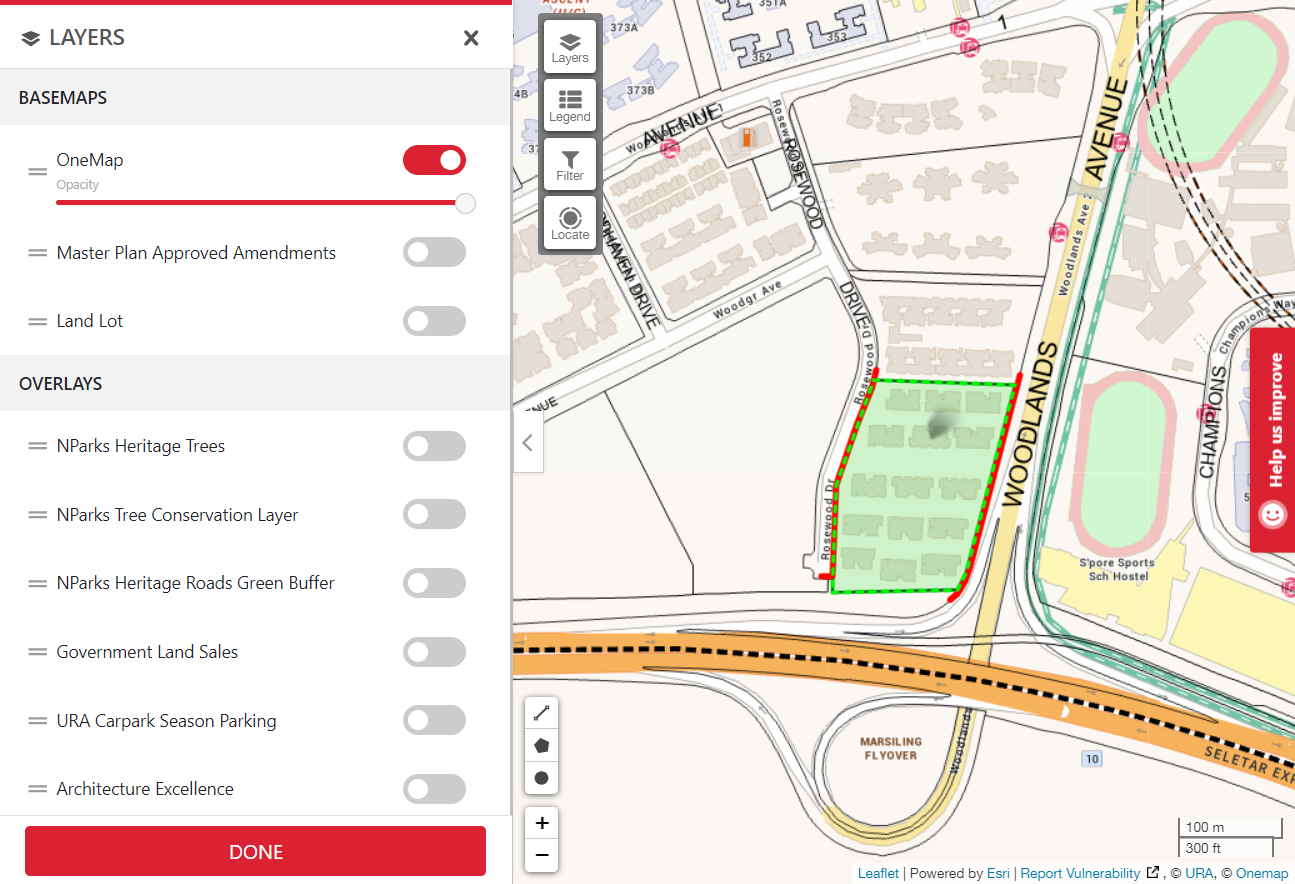 LAYERS
BASEMAPS
OneMap
Opacity
Master Plan Approved Amendments
Land Lot
OVERLAYS
NParks Heritage Trees
NParks Tree Conservation Layer
NParks Heritage Roads Green Buffer
Government Land Sales
URA Carpark Season Parking
Architecture Excellence
DONE
Layers
Legend
Filter
Locate
373A
373B
4B
351A
352
353
1
AVENUE
ROSEWOOD
DRIVE
DRIVE
Woodgr Ave
Rosewood Dr
AVENUE
Woodlands Ave 2
WOODLANDS
CHAMPIONS
Champions Way
S'pore Sports
Sch Hostel
MARSILING
FLYOVER
Woodlands
10
SELETAR EXP
Help us improve
100 m
300 ft
Leaflet | Powered by Esri | Report Vulnerability , © URA, © Onemap